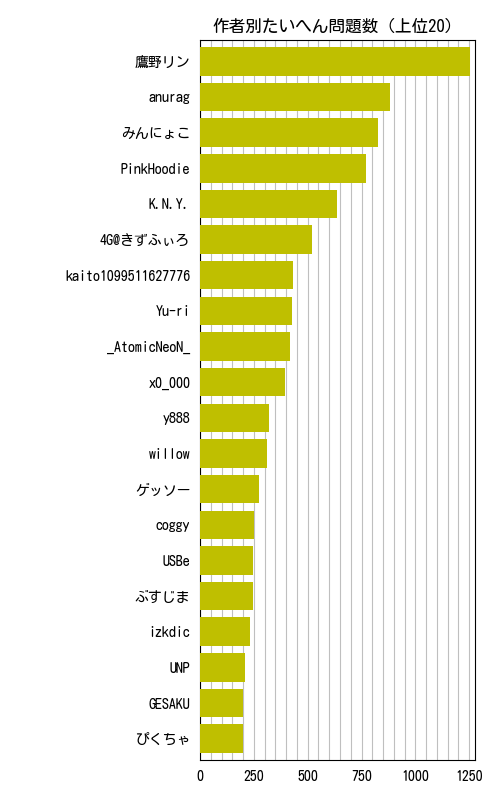 作者別たいへん問題数 (上位20)
鷹野リン
anurag
みんにょこ
PinkHoodie
K.N.Y.
4G@きずふぃろ
kaito1099511627776
Yu-ri
_AtomicNeoN_
x0_000
y888
willow
ゲッソー
coggy
USBe
ぶすじま
izkdic
UNP
GESAKU
ぴくちゃ
0 250 500 750 1000 1250